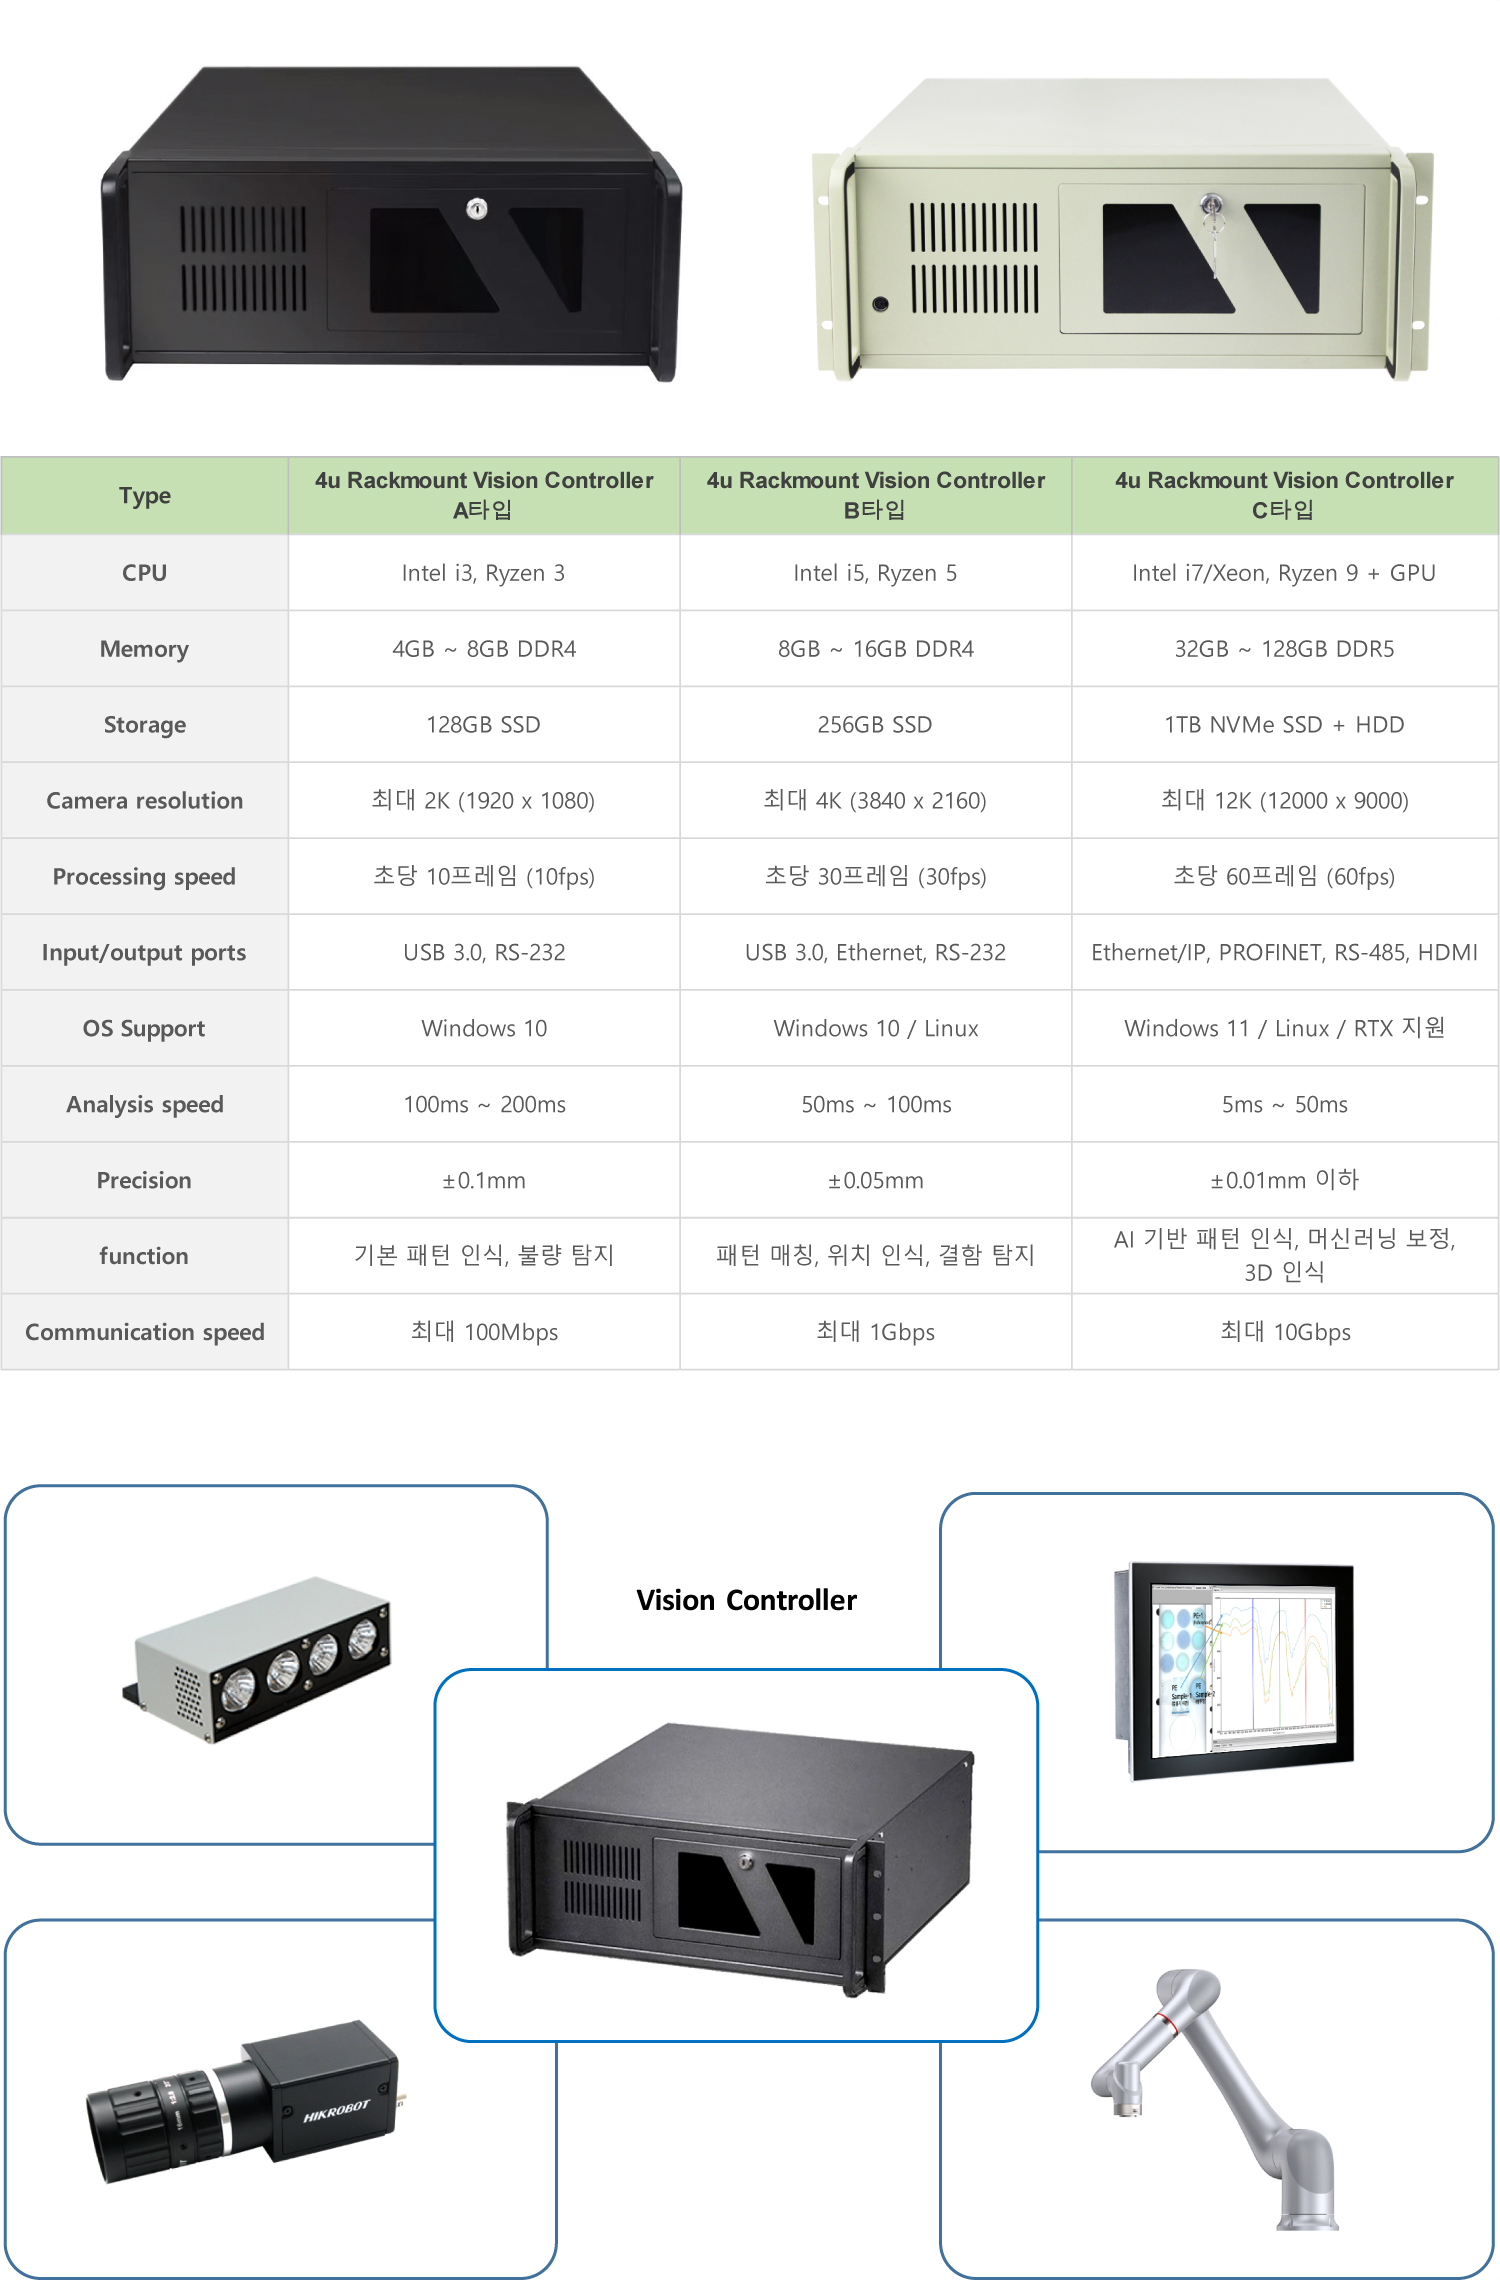 Type
4u Rackmount Vision Controller
A타입
4u Rackmount Vision Controller
B타입
4u Rackmount Vision Controller
C타입
CPU
Intel i3, Ryzen 3
Intel i5, Ryzen 5
Intel i7/Xeon, Ryzen 9 + GPU
Memory
4GB ~ 8GB DDR4
8GB ~ 16GB DDR4
32GB ~ 128GB DDR5
Storage
128GB SSD
256GB SSD
1TB NVMe SSD + HDD
Camera resolution
최대 2K (1920 x 1080)
최대 4K (3840 x 2160)
최대 12K (12000 x 9000)
Processing speed
초당 10프레임 (10fps)
초당 30프레임 (30fps)
초당 60프레임 (60fps)
Input/output ports
USB 3.0, RS-232
USB 3.0, Ethernet, RS-232
Ethernet/IP, PROFINET, RS-485, HDMI
OS Support
Windows 10
Windows 10 / Linux
Windows 11 / Linux / RTX 지원
Analysis speed
100ms ~ 200ms
50ms ~ 100ms
5ms ~ 50ms
Precision
±0.1mm
±0.05mm
±0.01mm 이하
function
기본 패턴 인식, 불량 탐지
패턴 매칭, 위치 인식, 결함 탐지
AI 기반 패턴 인식, 머신러닝 보정,
3D 인식
Communication speed
최대 100Mbps
최대 1Gbps
최대 10Gbps
Vision Controller
PE-1
PE
Sample-1
PE
Sample-2
16mm
HIKROBOT